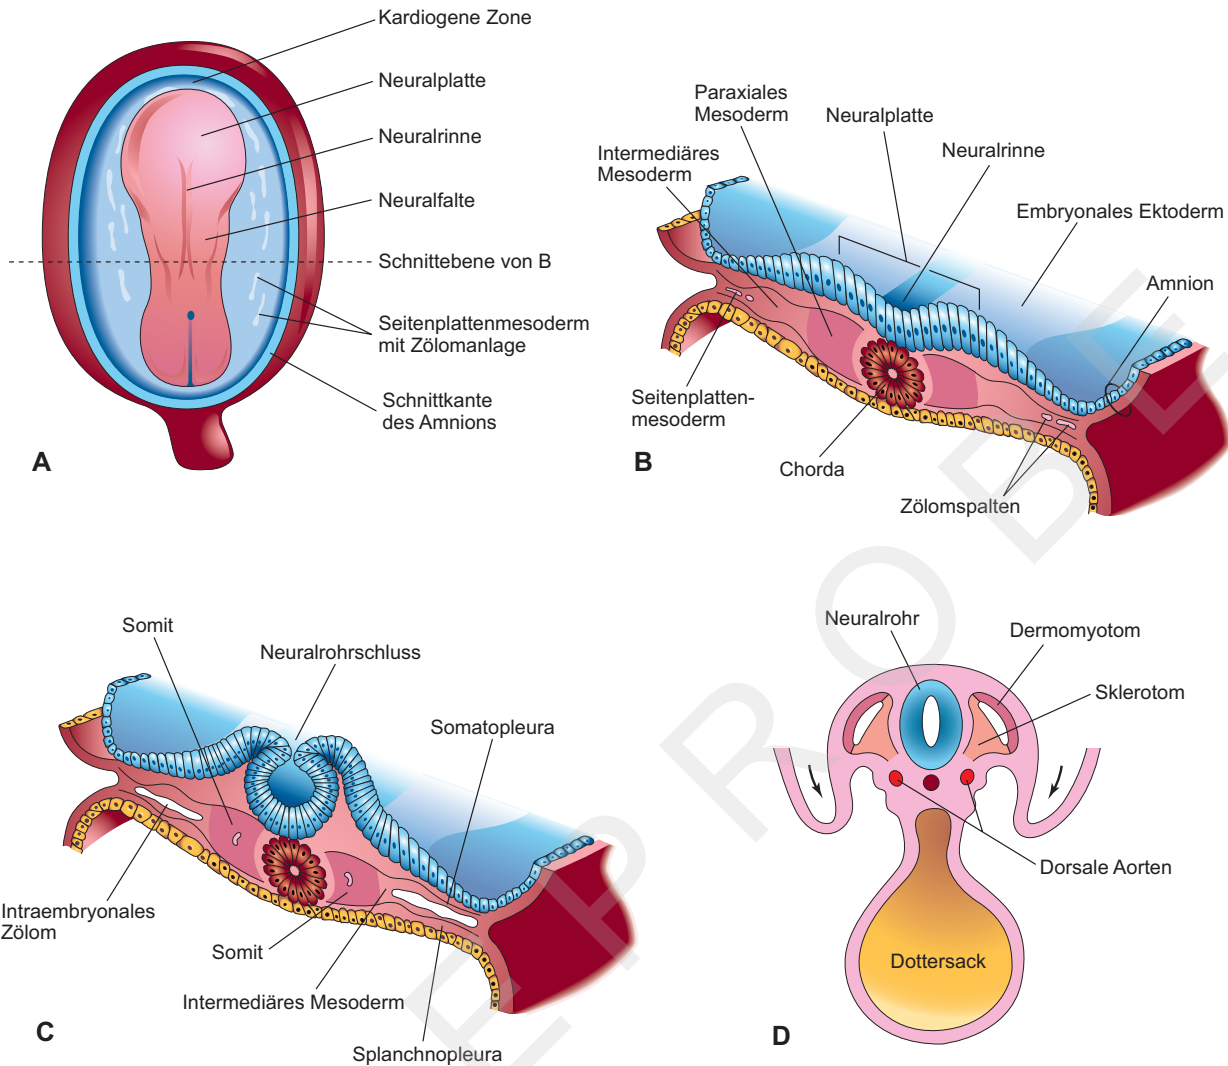 Kardiogene Zone
Neuralplatte
Neuralrinne
Neuralfalte
Schnittebene von B
Seitenplattenmesoderm
mit Zölomanlage
Schnittkante
des Amnions
A
Paraxiales
Mesoderm
Neuralplatte
Neuralrinne
Intermediäres
Mesoderm
Embryonales Ektoderm
Amnion
Seitenplatten-
mesoderm
Chorda
Zölomspalten
B
Somit
Neuralrohrschluss
Somatopleura
Intraembryonales
Zölom
Somit
Intermediäres Mesoderm
Splanchnopleura
C
Neuralrohr
Dermomyotom
Sklerotom
Dorsale Aorten
Dottersack
D